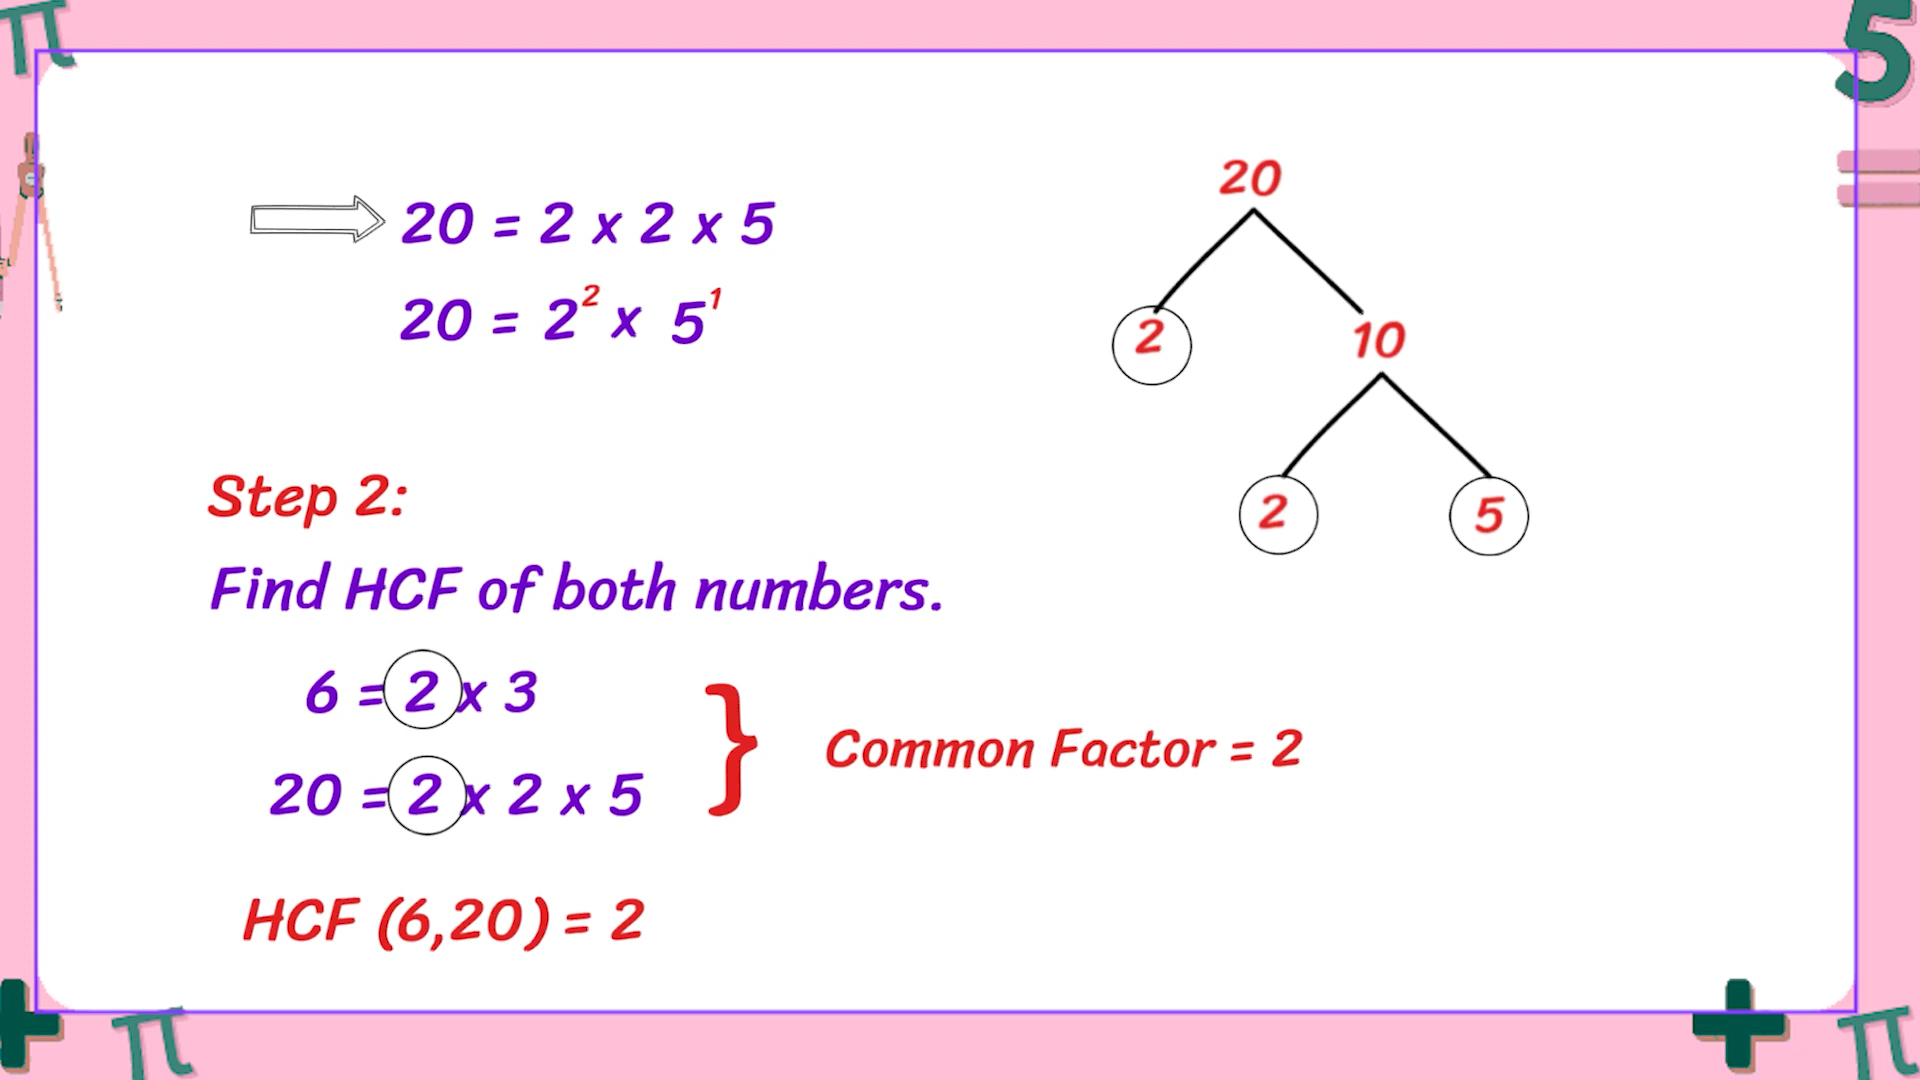 20 = 2 x 2 x 5
20 = 2² x 5¹
20
2
10
2
5
Step 2:
Find HCF of both numbers.
6 = 2 x 3
20 = 2 x 2 x 5
} Common Factor = 2
HCF (6,20) = 2
π
5
=
+
π
+
π